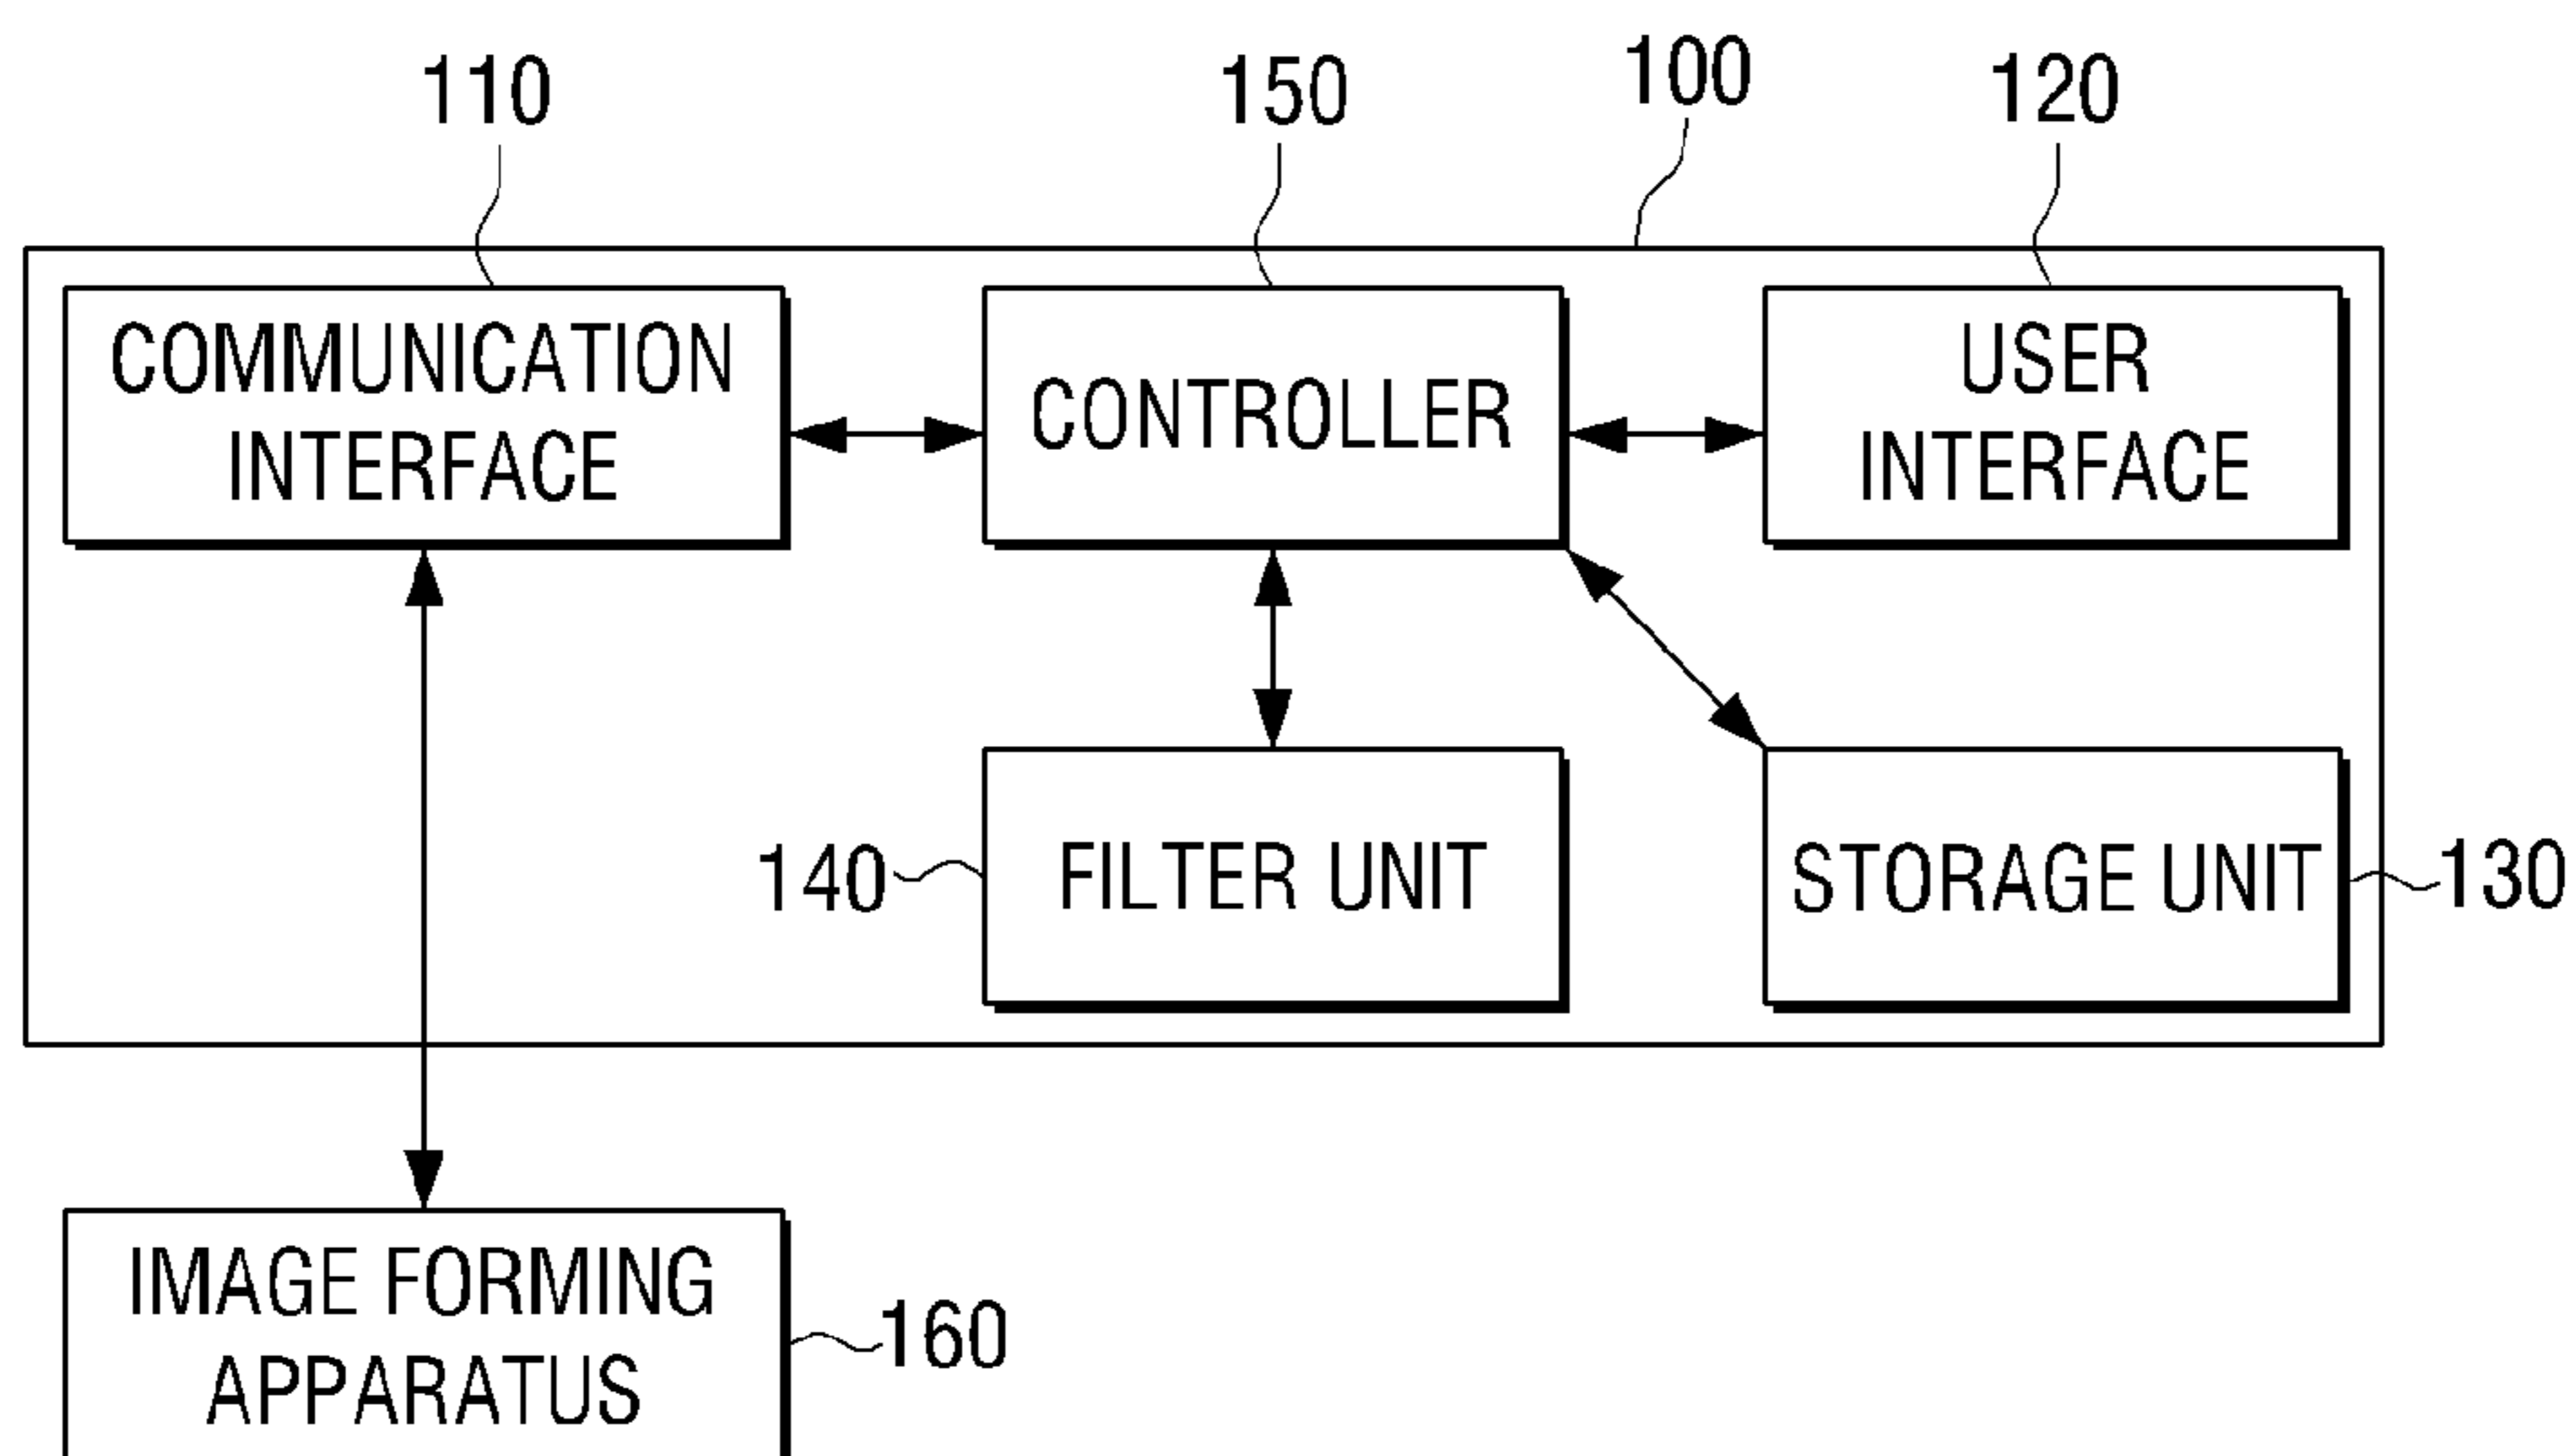 110
150
100
120
COMMUNICATION
INTERFACE
CONTROLLER
USER
INTERFACE
140
FILTER UNIT
STORAGE UNIT
130
IMAGE FORMING
APPARATUS
160